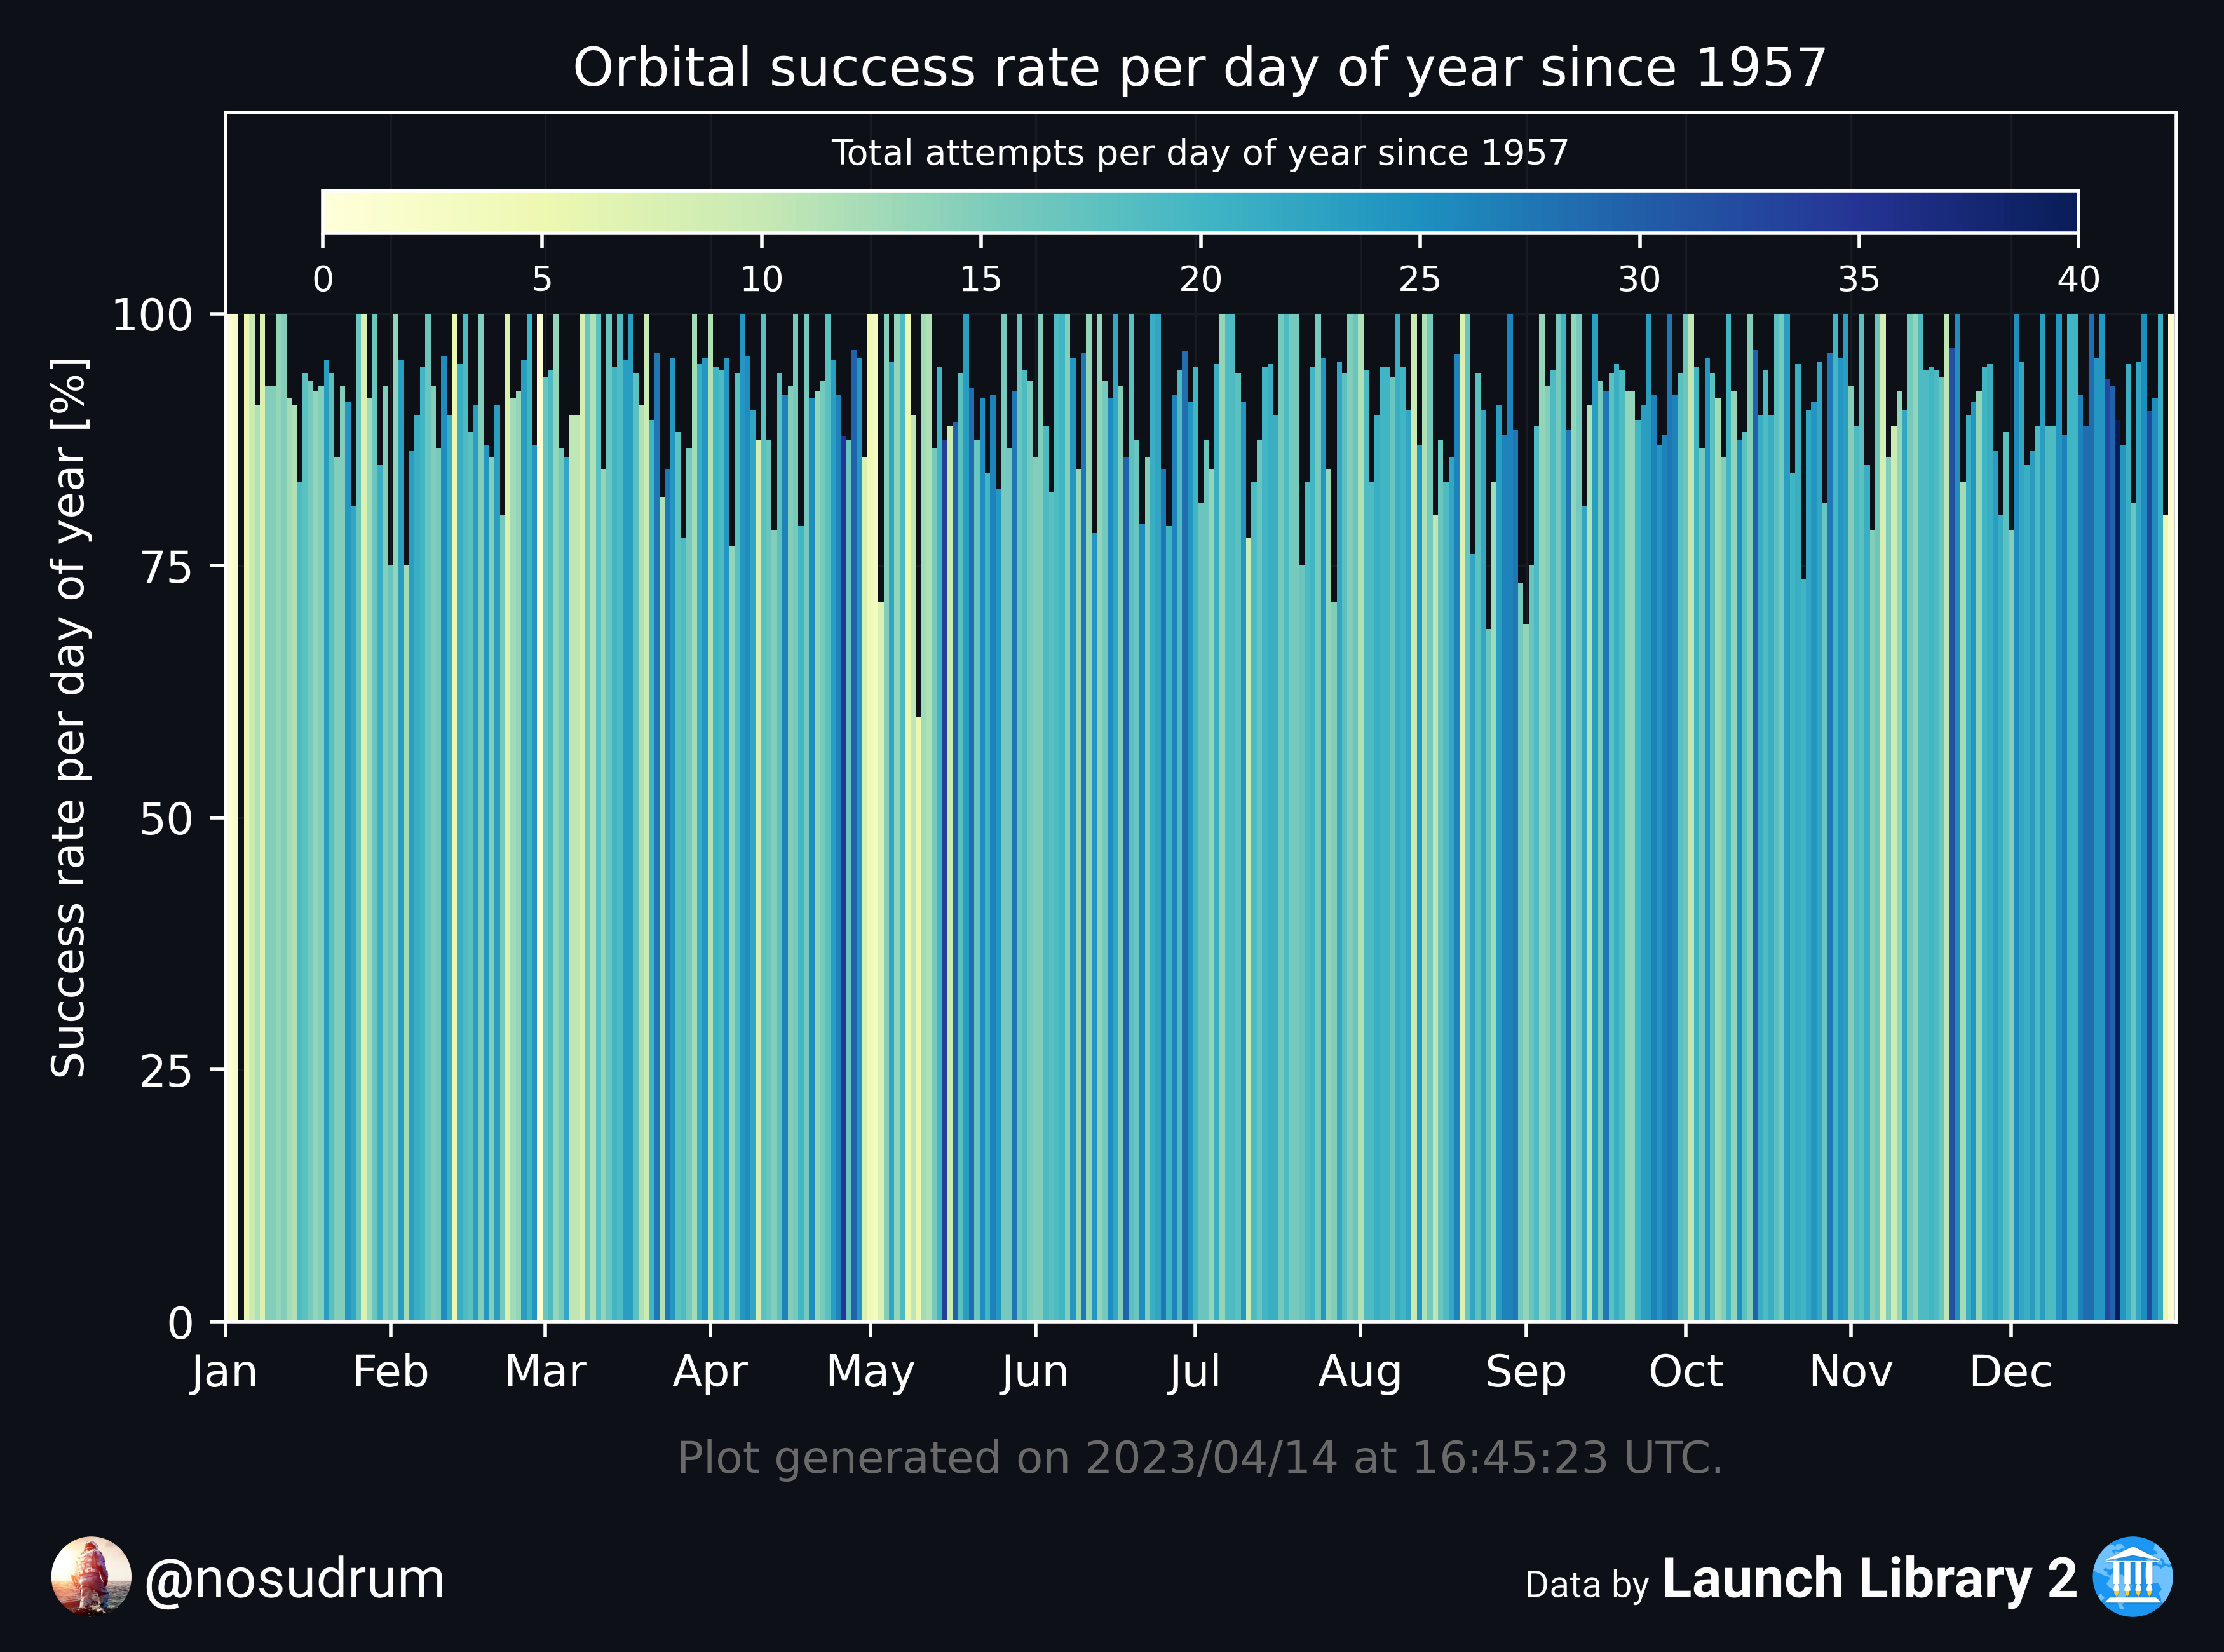 Orbital success rate per day of year since 1957
Total attempts per day of year since 1957
0 5 10 15 20 25 30 35 40
Success rate per day of year [%]
100
75
50
25
0
Jan Feb Mar Apr May Jun Jul Aug Sep Oct Nov Dec
Plot generated on 2023/04/14 at 16:45:23 UTC.
@nosudrum
Data by Launch Library 2